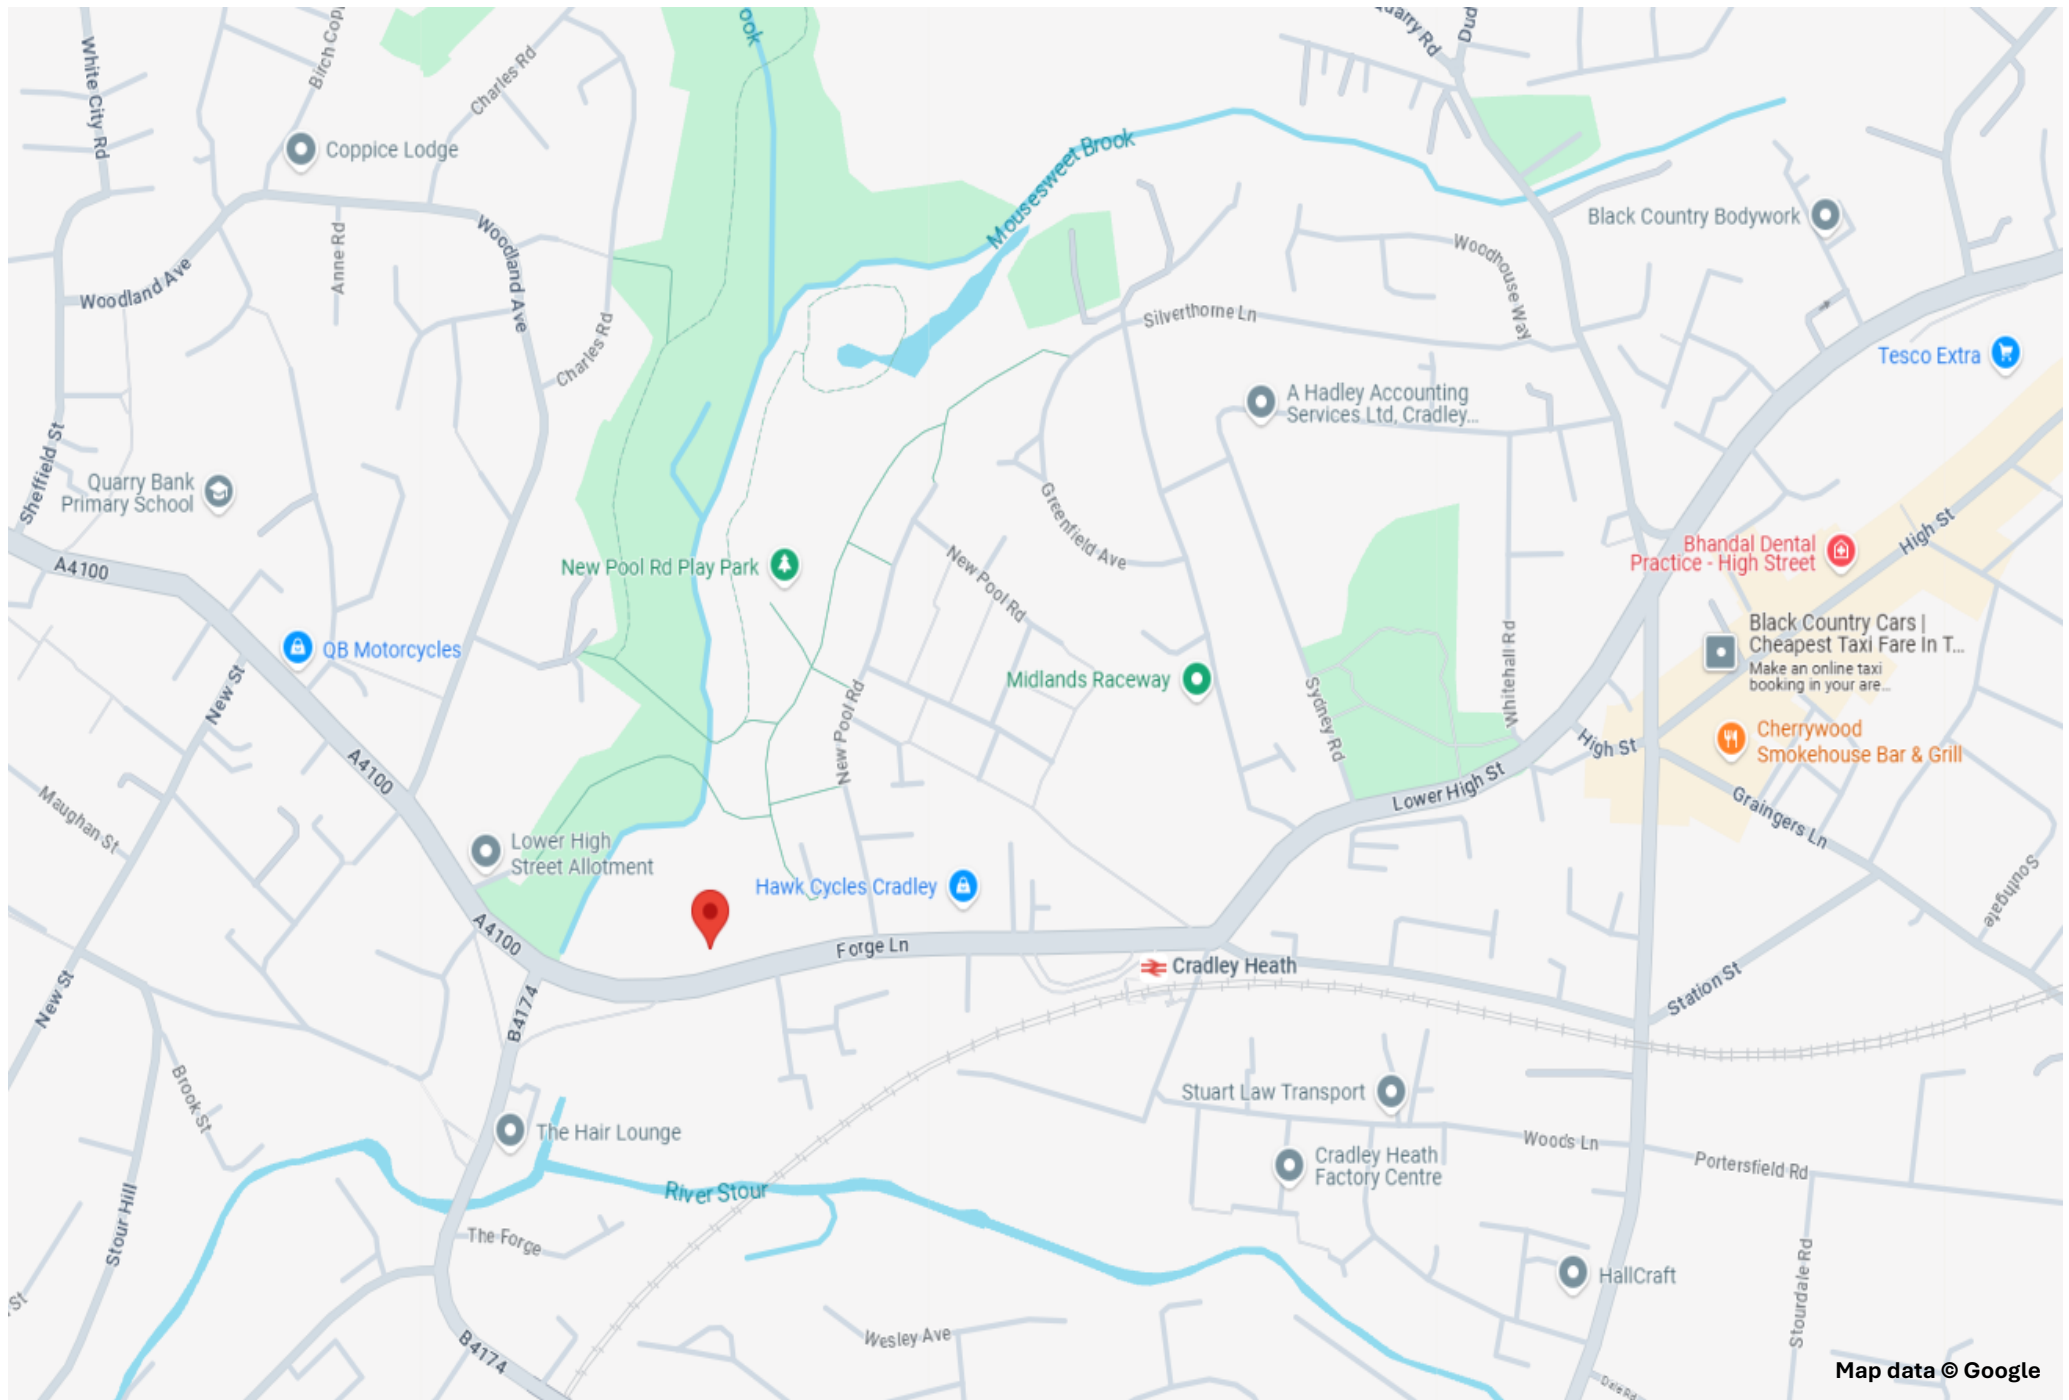 ook
Quarry Rd
Dud
White City Rd
Birch Cop
Charles Rd
Coppice Lodge
Mousesweet Brook
Black Country Bodywork
Woodland Ave
Anne Rd
Woodland Ave
Woodhouse Way
Silverthorne Ln
Charles Rd
Tesco Extra
A Hadley Accounting
Services Ltd, Cradley...
Sheffield St
Quarry Bank
Primary School
Greenfield Ave
High St
A4100
New Pool Rd Play Park
New Pool Rd
Bhandal Dental
Practice - High Street
QB Motorcycles
Black Country Cars |
Cheapest Taxi Fare In T...
Make an online taxi
booking in your are...
Midlands Raceway
New St
New Pool Rd
Sydney Rd
Whitehall Rd
High St
Cherrywood
Smokehouse Bar & Grill
A4100
Lower High St
Maughan St
Graingers Ln
Lower High
Street Allotment
Hawk Cycles Cradley
Southgate
A4100
Forge Ln
Cradley Heath
New St
B4174
Station St
Brook St
Stuart Law Transport
The Hair Lounge
Woods Ln
Portersfield Rd
Cradley Heath
Factory Centre
River Stour
Stour Hill
The Forge
HallCraft
Stourdale Rd
St
B4174
Wesley Ave
Dale Rd
Map data © Google